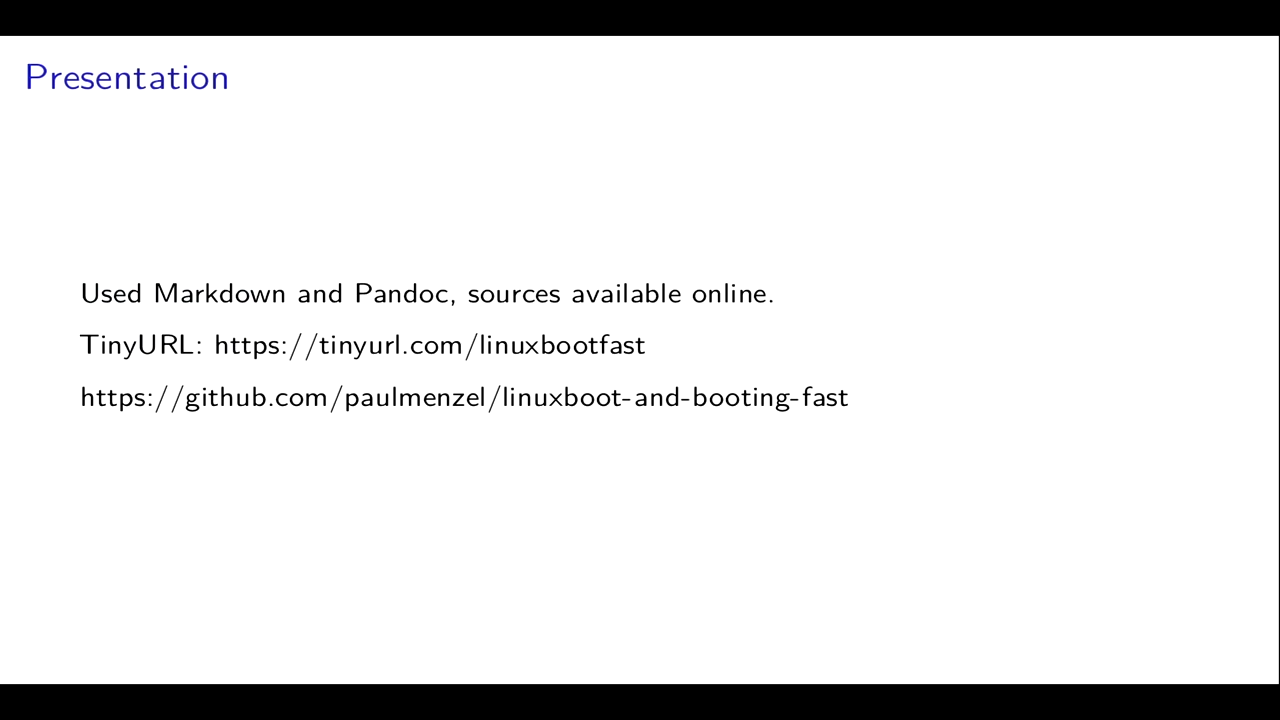 Presentation
Used Markdown and Pandoc, sources available online.
TinyURL: https://tinyurl.com/linuxbootfast
https://github.com/paulmenzel/linuxboot-and-booting-fast